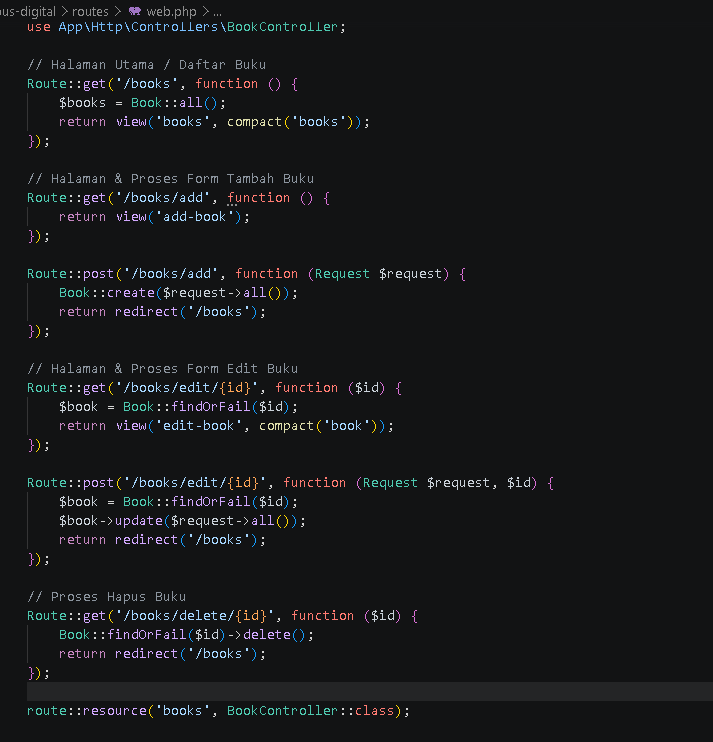 ous-digital > routes > web.php > ...
use App\Http\Controllers\BookController;
// Halaman Utama / Daftar Buku
Route::get('/books', function () {
    $books = Book::all();
    return view('books', compact('books'));
});
// Halaman & Proses Form Tambah Buku
Route::get('/books/add', function () {
    return view('add-book');
});
Route::post('/books/add', function (Request $request) {
    Book::create($request->all());
    return redirect('/books');
});
// Halaman & Proses Form Edit Buku
Route::get('/books/edit/{id}', function ($id) {
    $book = Book::findOrFail($id);
    return view('edit-book', compact('book'));
});
Route::post('/books/edit/{id}', function (Request $request, $id) {
    $book = Book::findOrFail($id);
    $book->update($request->all());
    return redirect('/books');
});
// Proses Hapus Buku
Route::get('/books/delete/{id}', function ($id) {
    Book::findOrFail($id)->delete();
    return redirect('/books');
});
route::resource('books', BookController::class);